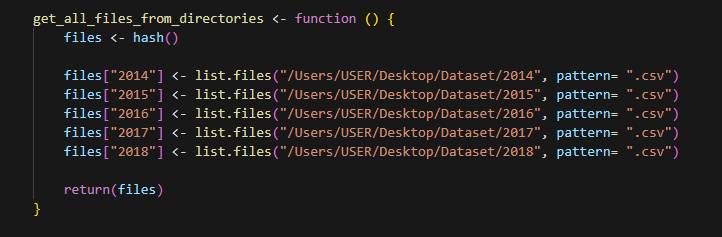 get_all_files_from_directories <- function () {
    files <- hash()

    files["2014"] <- list.files("/Users/USER/Desktop/Dataset/2014", pattern= ".csv")
    files["2015"] <- list.files("/Users/USER/Desktop/Dataset/2015", pattern= ".csv")
    files["2016"] <- list.files("/Users/USER/Desktop/Dataset/2016", pattern= ".csv")
    files["2017"] <- list.files("/Users/USER/Desktop/Dataset/2017", pattern= ".csv")
    files["2018"] <- list.files("/Users/USER/Desktop/Dataset/2018", pattern= ".csv")

    return(files)
}